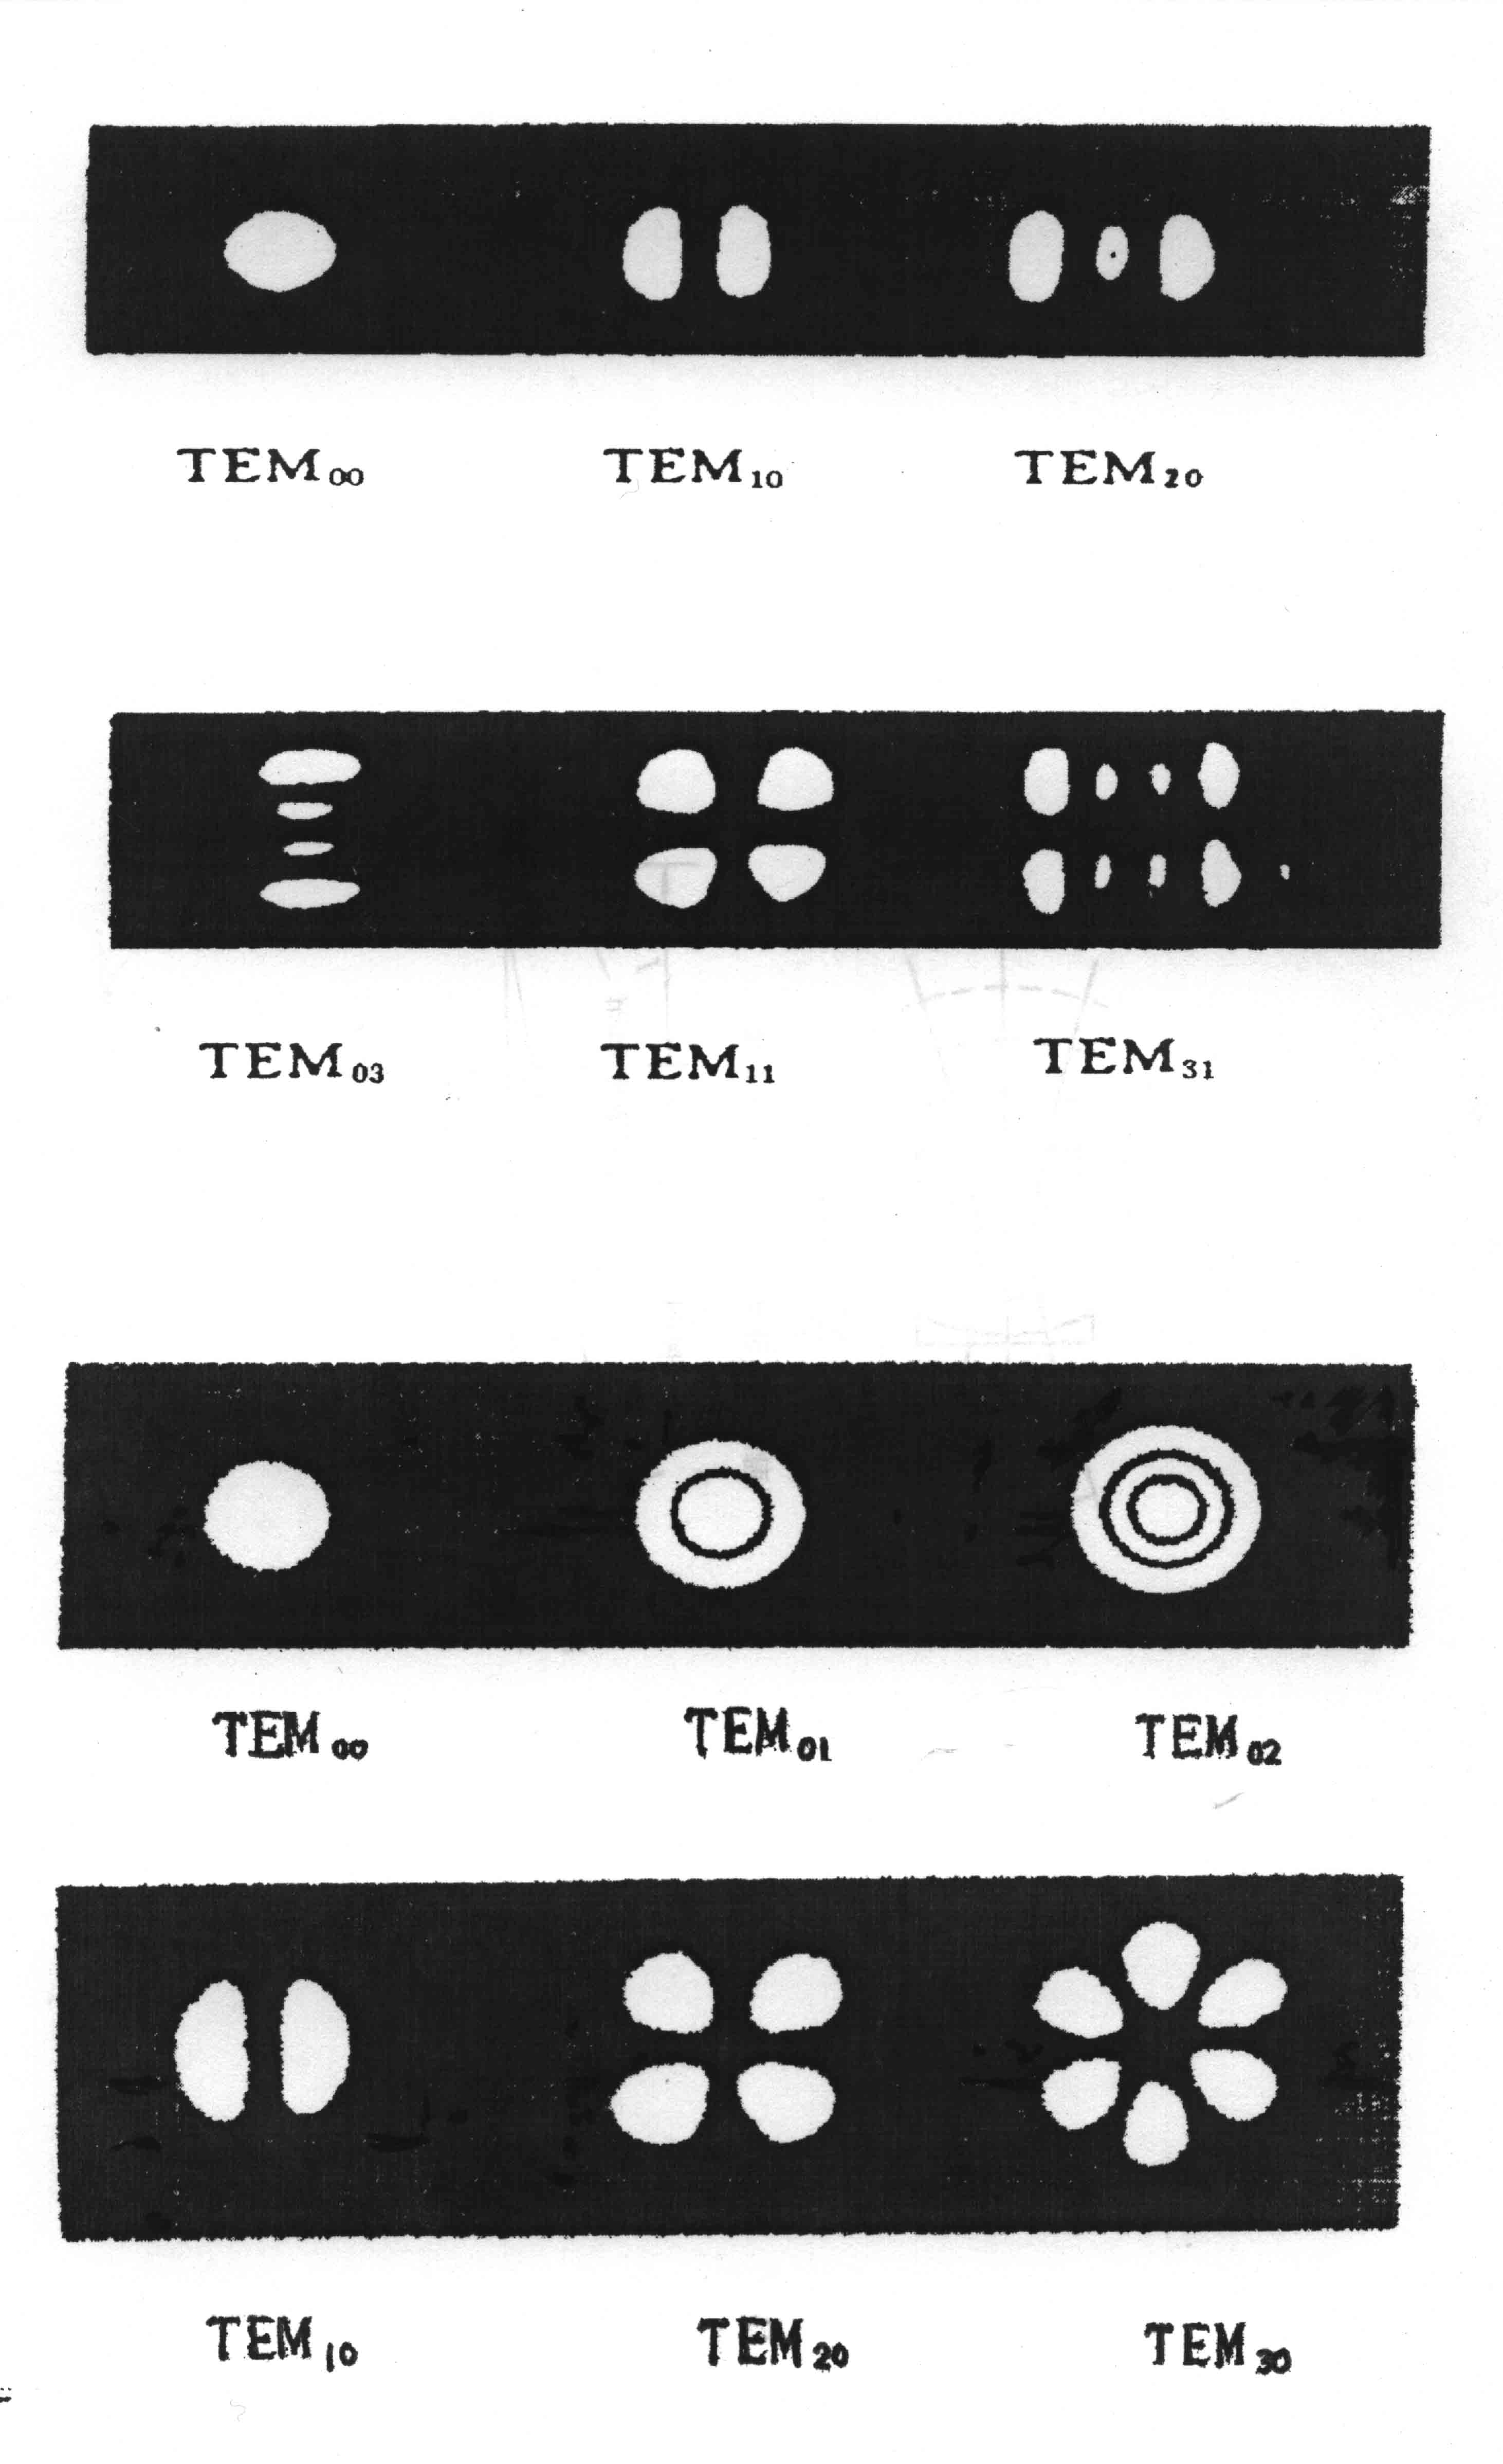 TEM₀₀ TEM₁₀ TEM₂₀
TEM₀₃ TEM₁₁ TEM₃₁
TEM₀₀ TEM₀₁ TEM₀₂
TEM₁₀ TEM₂₀ TEM₃₀